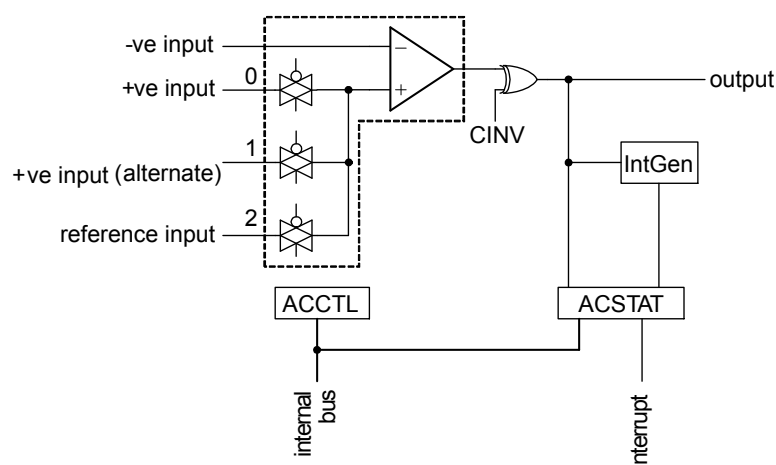 -ve input
−
+ve input
0
+
output
CINV
+ve input (alternate)
1
IntGen
reference input
2
ACCTL
ACSTAT
internal
bus
nterrupt